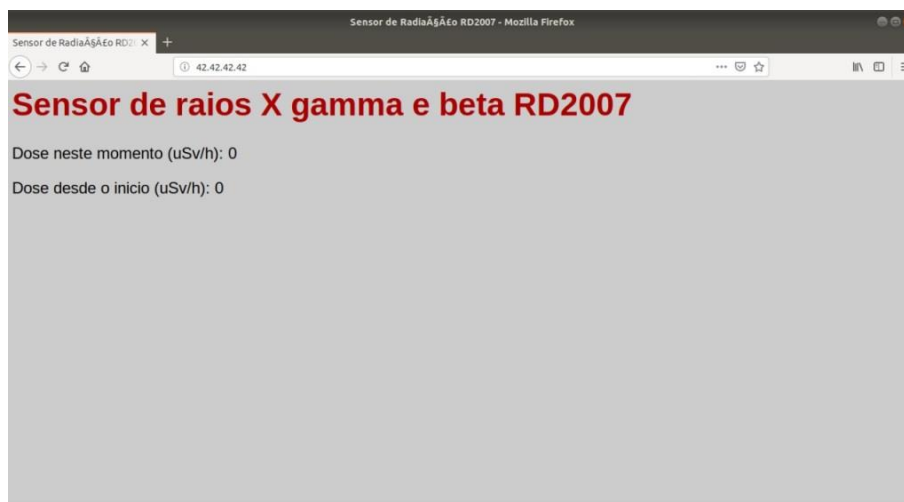 Sensor de RadiaÃ§Ã£o RD2007 - Mozilla Firefox
Sensor de RadiaÃ§Ã£o RD20
42.42.42.42
Sensor de raios X gamma e beta RD2007
Dose neste momento (uSv/h): 0
Dose desde o inicio (uSv/h): 0